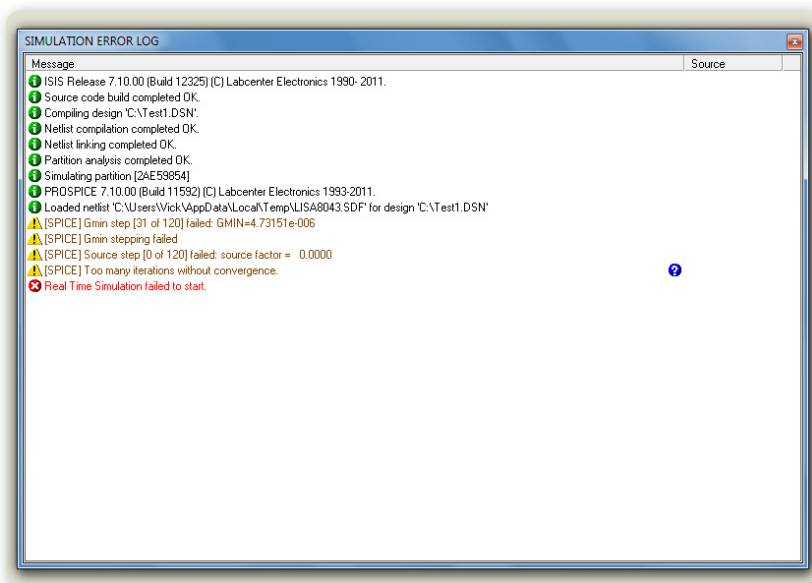 SIMULATION ERROR LOG
Message Source
ISIS Release 7.10.00 (Build 12325) (C) Labcenter Electronics 1990- 2011.
Source code build completed OK.
Compiling design 'C:\Test1.DSN'.
Netlist compilation completed OK.
Netlist linking completed OK.
Partition analysis completed OK.
Simulating partition [2AE59854]
PROSPICE 7.10.00 (Build 11592) (C) Labcenter Electronics 1993-2011.
Loaded netlist 'C:\Users\Vick\AppData\Local\Temp\LISA8043.SDF' for design 'C:\Test1.DSN'
[SPICE] Gmin step [31 of 120] failed: GMIN=4.73151e-006
[SPICE] Gmin stepping failed
[SPICE] Source step [0 of 120] failed: source factor = 0.0000
[SPICE] Too many iterations without convergence.
Real Time Simulation failed to start.